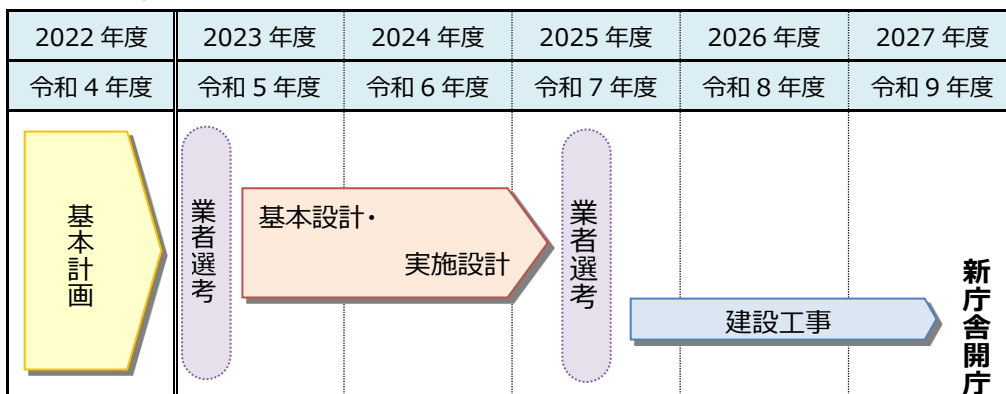 2022 年度
2023 年度
2024 年度
2025 年度
2026 年度
2027 年度
令和 4 年度
令和 5 年度
令和 6 年度
令和 7 年度
令和 8 年度
令和 9 年度
基本計画
業者選考
基本設計・
実施設計
業者選考
建設工事
新庁舎開庁